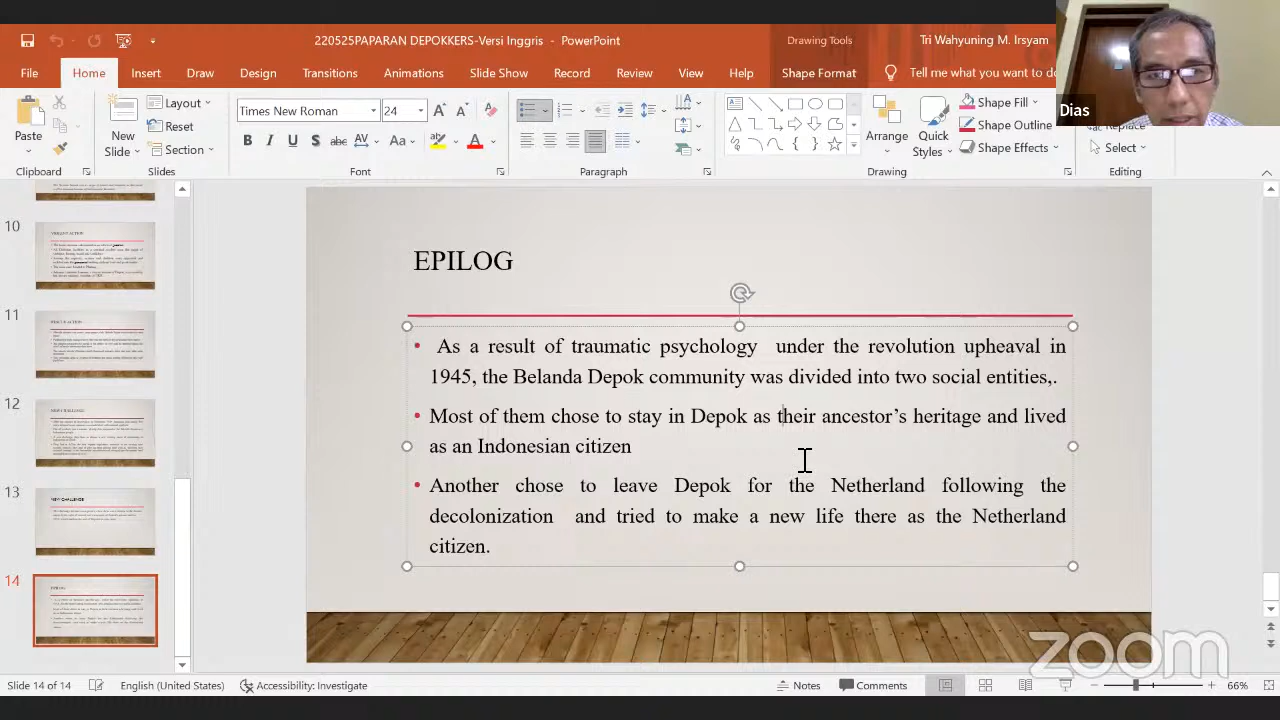 220525PAPARAN DEPOKKERS-Versi Inggris - PowerPoint
Drawing Tools
Tri Wahyuning M. Irsyam
File Home Insert Draw Design Transitions Animations Slide Show Record Review View Help Shape Format Tell me what you want to do
Dias
Paste
Clipboard
New Slide
Layout
Reset
Section
Slides
Times New Roman 24
B I U S abc AV Aa A
Font
Paragraph
Arrange
Quick Styles
Shape Fill
Shape Outline
Shape Effects
Drawing
Replace
Select
Editing
10
11
12
13
14
EPILOG
• As a result of traumatic psychology under the revolution upheaval in
1945, the Belanda Depok community was divided into two social entities,.
• Most of them chose to stay in Depok as their ancestor’s heritage and lived
as an Indonesian citizen
• Another chose to leave Depok for the Netherland following the
decolonization and tried to make a new life there as the Netherland
citizen.
zoom
Slide 14 of 14 English (United States) Accessibility: Investigate Notes Comments 66%